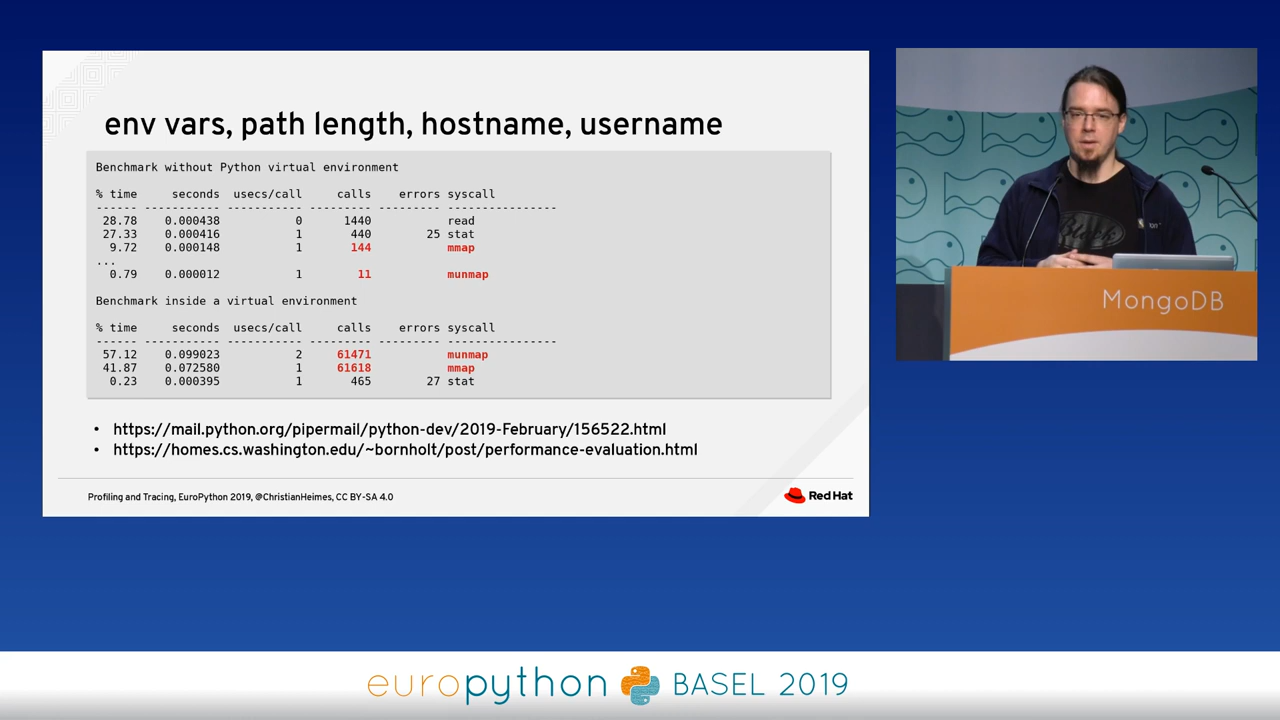 env vars, path length, hostname, username
Benchmark without Python virtual environment
% time seconds usecs/call calls errors syscall
------ ----------- ----------- --------- --------- ----------------
28.78 0.000438 0 1440 read
27.33 0.000416 1 440 25 stat
9.72 0.000148 1 144 mmap
...
0.79 0.000012 1 11 munmap
Benchmark inside a virtual environment
% time seconds usecs/call calls errors syscall
------ ----------- ----------- --------- --------- ----------------
57.12 0.099023 2 61471 munmap
41.87 0.072580 1 61618 mmap
0.23 0.000395 1 465 27 stat
• https://mail.python.org/pipermail/python-dev/2019-February/156522.html
• https://homes.cs.washington.edu/~bornholt/post/performance-evaluation.html
Profiling and Tracing, EuroPython 2019, @ChristianHeimes, CC BY-SA 4.0
Red Hat
MongoDB
europython BASEL 2019